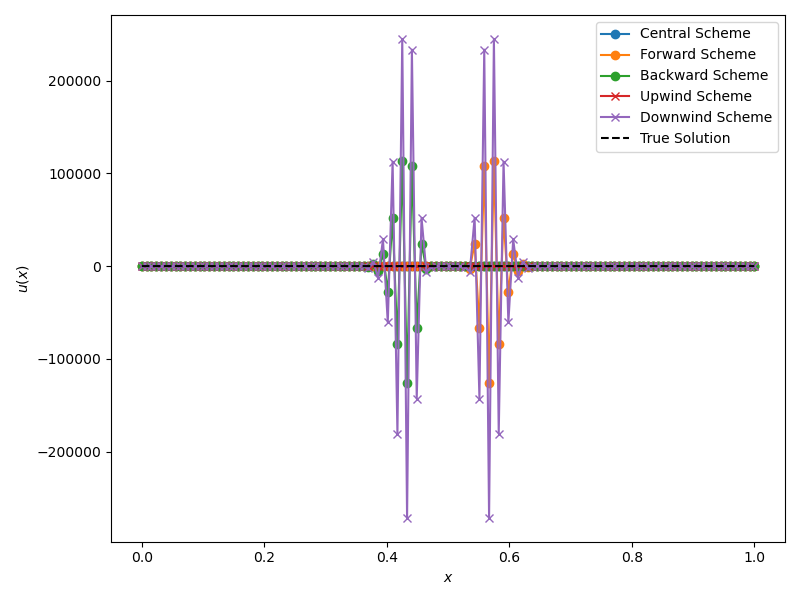 Central Scheme
Forward Scheme
Backward Scheme
Upwind Scheme
Downwind Scheme
True Solution
200000
100000
0
−100000
−200000
u(x)
0.0 0.2 0.4 0.6 0.8 1.0
x